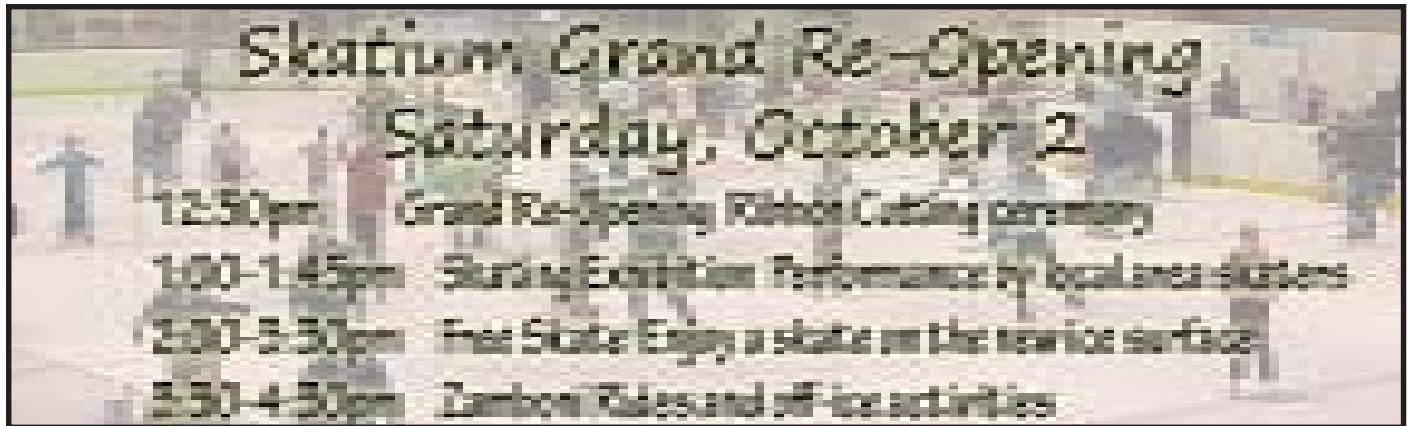 Skatium Grand Re-Opening
Saturday, October 2
12:30pm Grand Re-Opening Ribbon Cutting ceremony
1:00-1:45pm Skating Exhibition Performance by local area skaters
2:00-3:30pm Free Skate Enjoy a skate on the new ice surface
3:30-4:30pm Zamboni Rides and off-ice activities